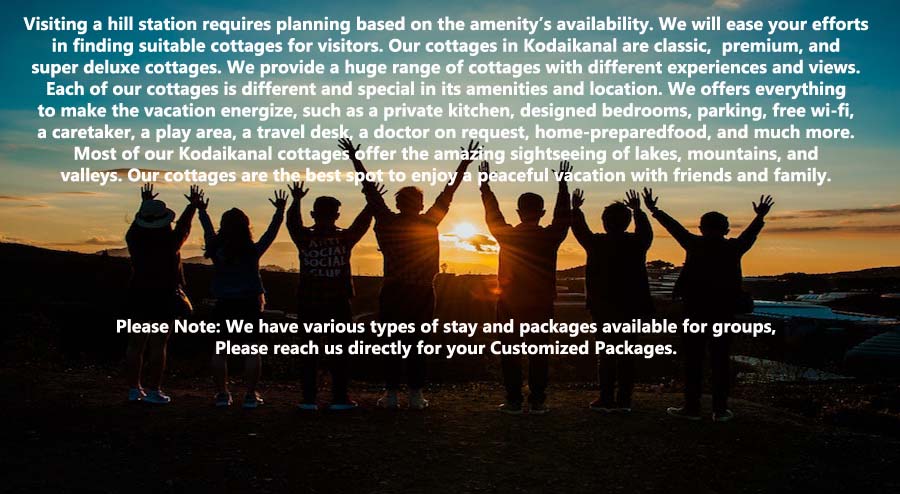 Visiting a hill station requires planning based on the amenity’s availability. We will ease your efforts
in finding suitable cottages for visitors. Our cottages in Kodaikanal are classic,  premium, and
super deluxe cottages. We provide a huge range of cottages with different experiences and views.
Each of our cottages is different and special in its amenities and location. We offers everything
to make the vacation energize, such as a private kitchen, designed bedrooms, parking, free wi-fi,
a caretaker, a play area, a travel desk, a doctor on request, home-preparedfood, and much more.
Most of our Kodaikanal cottages offer the amazing sightseeing of lakes, mountains, and
valleys. Our cottages are the best spot to enjoy a peaceful vacation with friends and family.
ANTI
SOCIAL
SOCIAL
CLUB
Please Note: We have various types of stay and packages available for groups,
Please reach us directly for your Customized Packages.